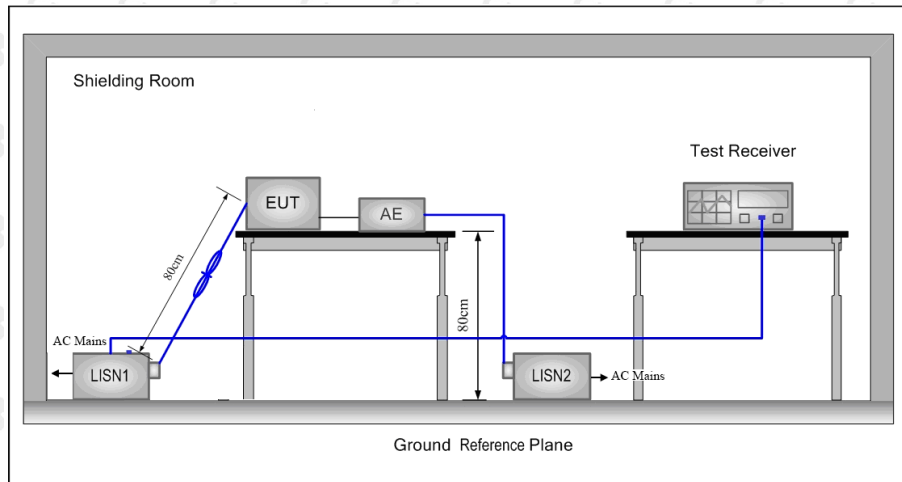 Shielding Room
Test Receiver
EUT
AE
80cm
80cm
AC Mains
LISN1
LISN2
AC Mains
Ground Reference Plane